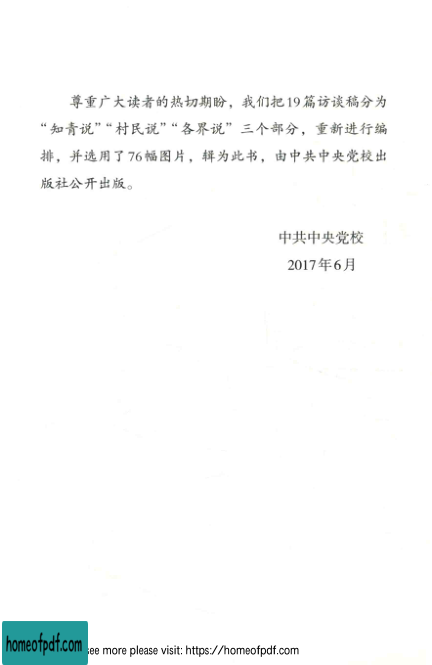 尊重广大读者的热切期盼，我们把19篇访谈稿分为
“知青说”“村民说”“各界说”三个部分，重新进行编
排，并选用了76幅图片，辑为此书，由中共中央党校出
版社公开出版。
中共中央党校
2017年6月
homeofpdf.com
see more please visit: https://homeofpdf.com